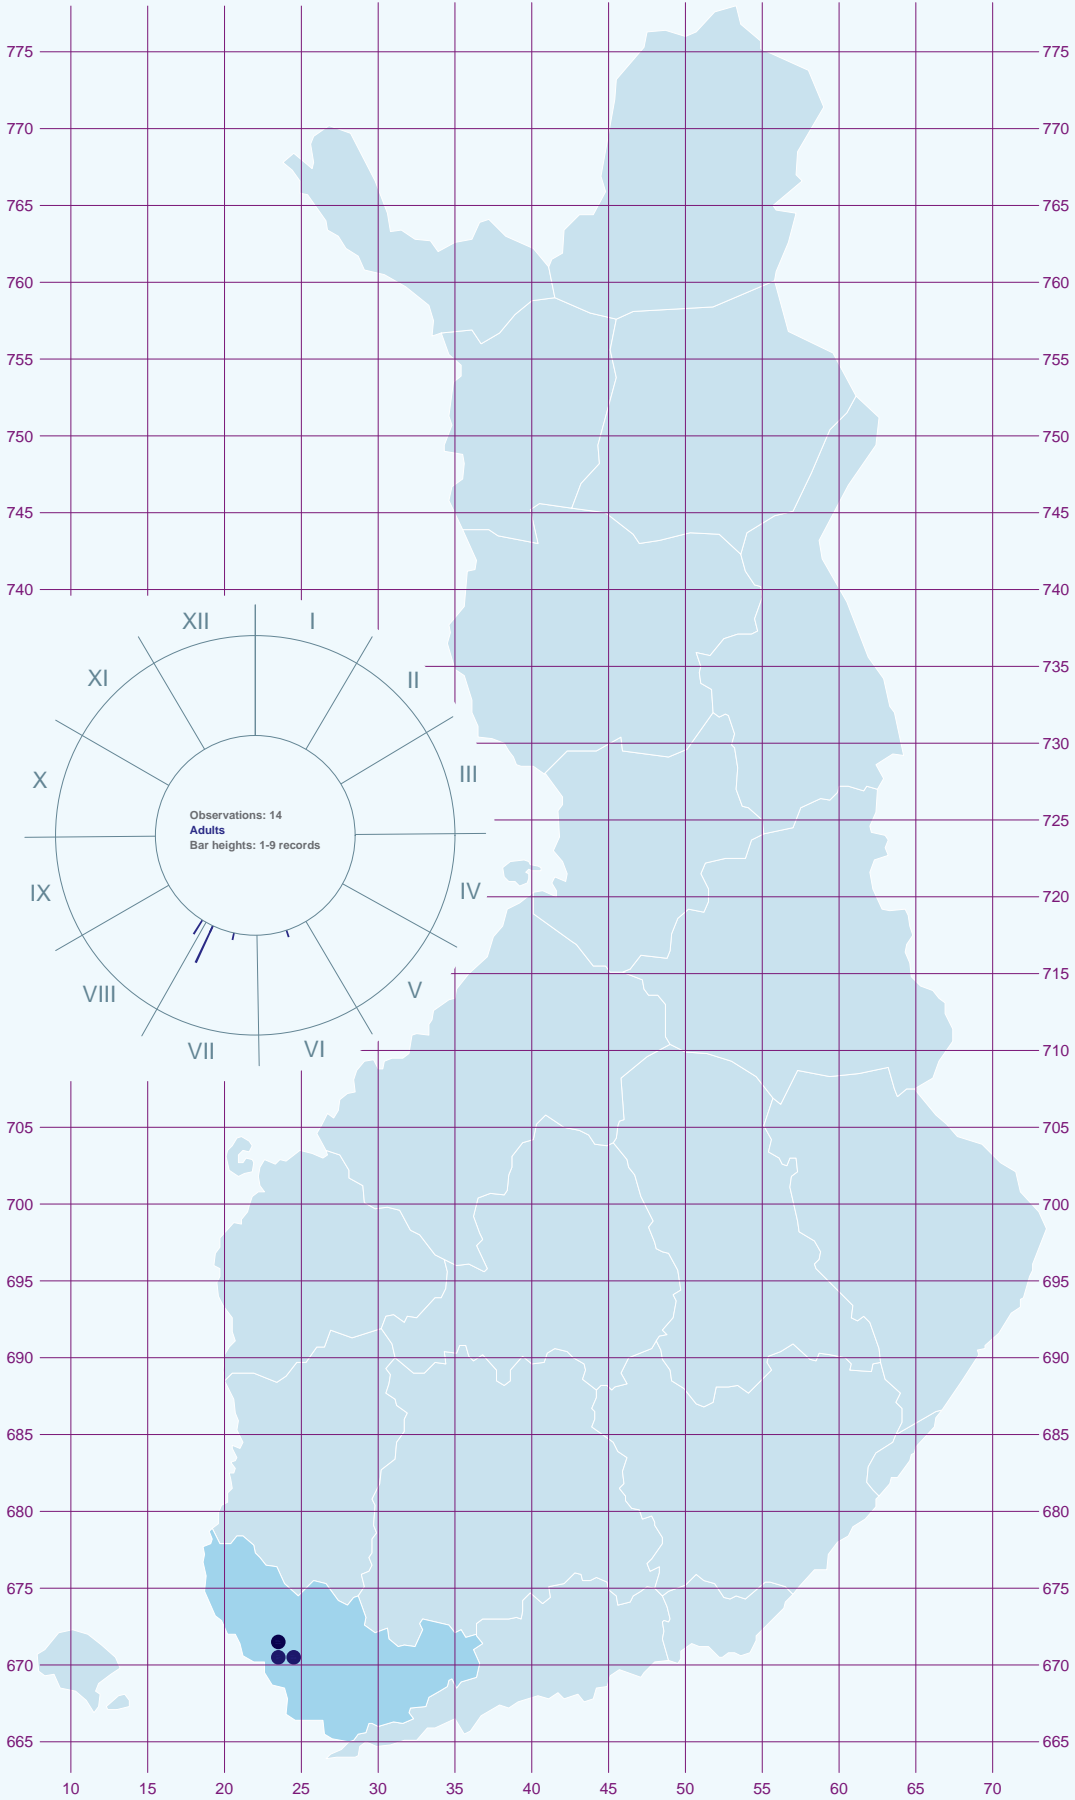 775 775
770 770
765 765
760 760
755 755
750 750
745 745
740 740
XII I
XI II
735
730
X III
725
Observations: 14
Adults
Bar heights: 1-9 records
IX IV
720
VIII V
715
VII VI
710
705 705
700 700
695 695
690 690
685 685
680 680
675 675
670 670
665 665
10 15 20 25 30 35 40 45 50 55 60 65 70